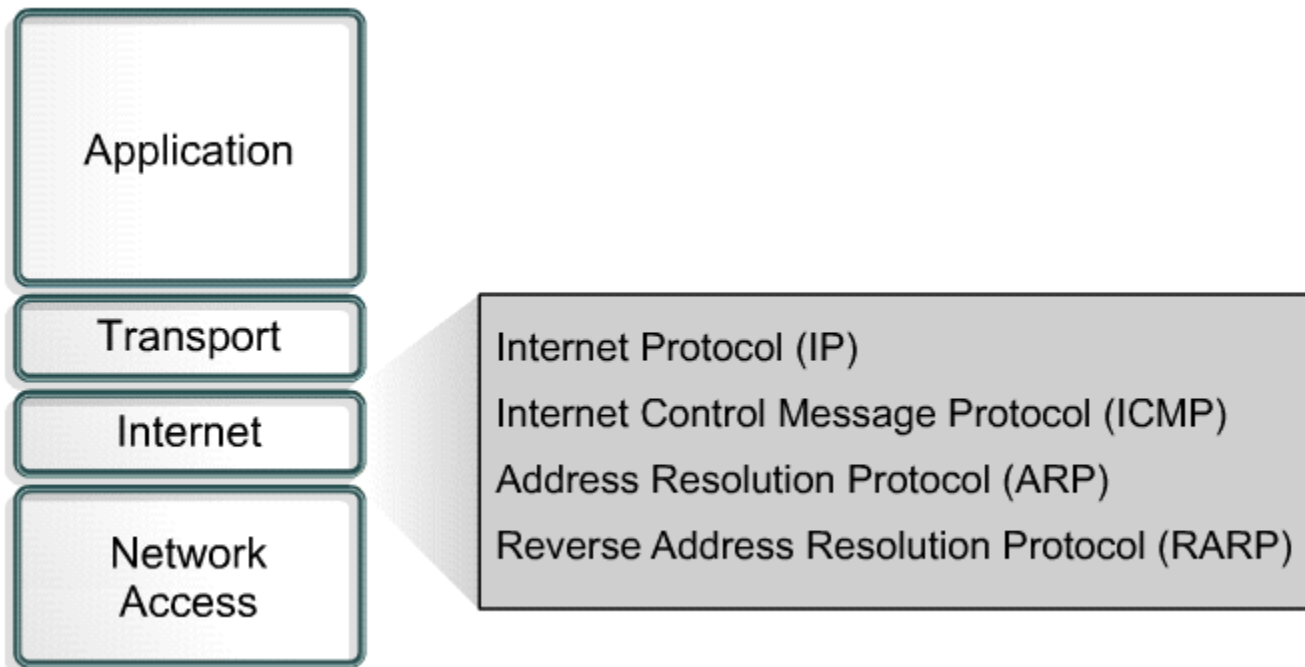 Application
Transport
Internet
Network
Access
Internet Protocol (IP)
Internet Control Message Protocol (ICMP)
Address Resolution Protocol (ARP)
Reverse Address Resolution Protocol (RARP)